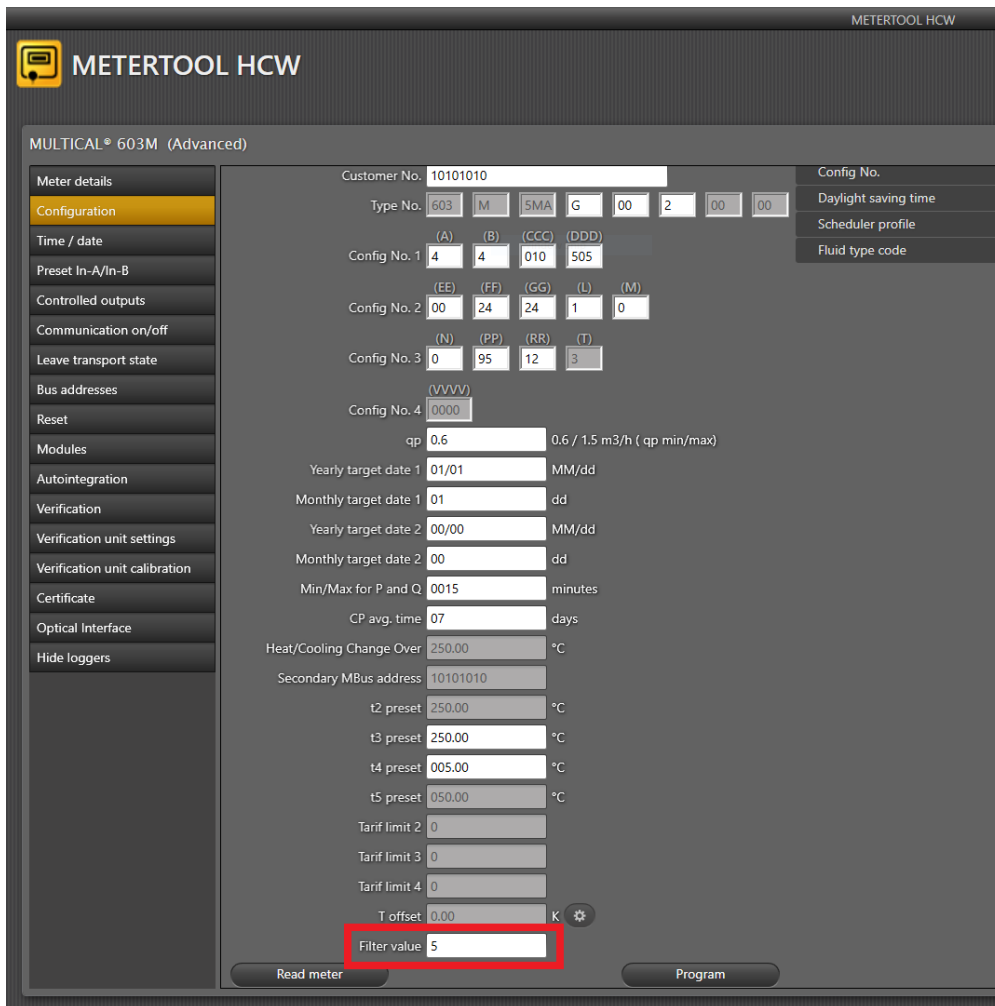 METERTOOL HCW
METERTOOL HCW
MULTICAL® 603M (Advanced)
Meter details
Configuration
Time / date
Preset In-A/In-B
Controlled outputs
Communication on/off
Leave transport state
Bus addresses
Reset
Modules
Autointegration
Verification
Verification unit settings
Verification unit calibration
Certificate
Optical Interface
Hide loggers
Customer No. 10101010
Type No. 603 M 5MA G 00 2 00 00
(A) (B) (CCC) (DDD)
Config No. 1 4 4 010 505
(EE) (FF) (GG) (L) (M)
Config No. 2 00 24 24 1 0
(N) (PP) (RR) (T)
Config No. 3 0 95 12 3
(VVVV)
Config No. 4 0000
qp 0.6 0.6 / 1.5 m3/h ( qp min/max)
Yearly target date 1 01/01 MM/dd
Monthly target date 1 01 dd
Yearly target date 2 00/00 MM/dd
Monthly target date 2 00 dd
Min/Max for P and Q 0015 minutes
CP avg. time 07 days
Heat/Cooling Change Over 250.00 °C
Secondary MBus address 10101010
t2 preset 250.00 °C
t3 preset 250.00 °C
t4 preset 005.00 °C
t5 preset 050.00 °C
Tarif limit 2 0
Tarif limit 3 0
Tarif limit 4 0
T offset 0.00 K
Filter value 5
Read meter Program
Config No.
Daylight saving time
Scheduler profile
Fluid type code